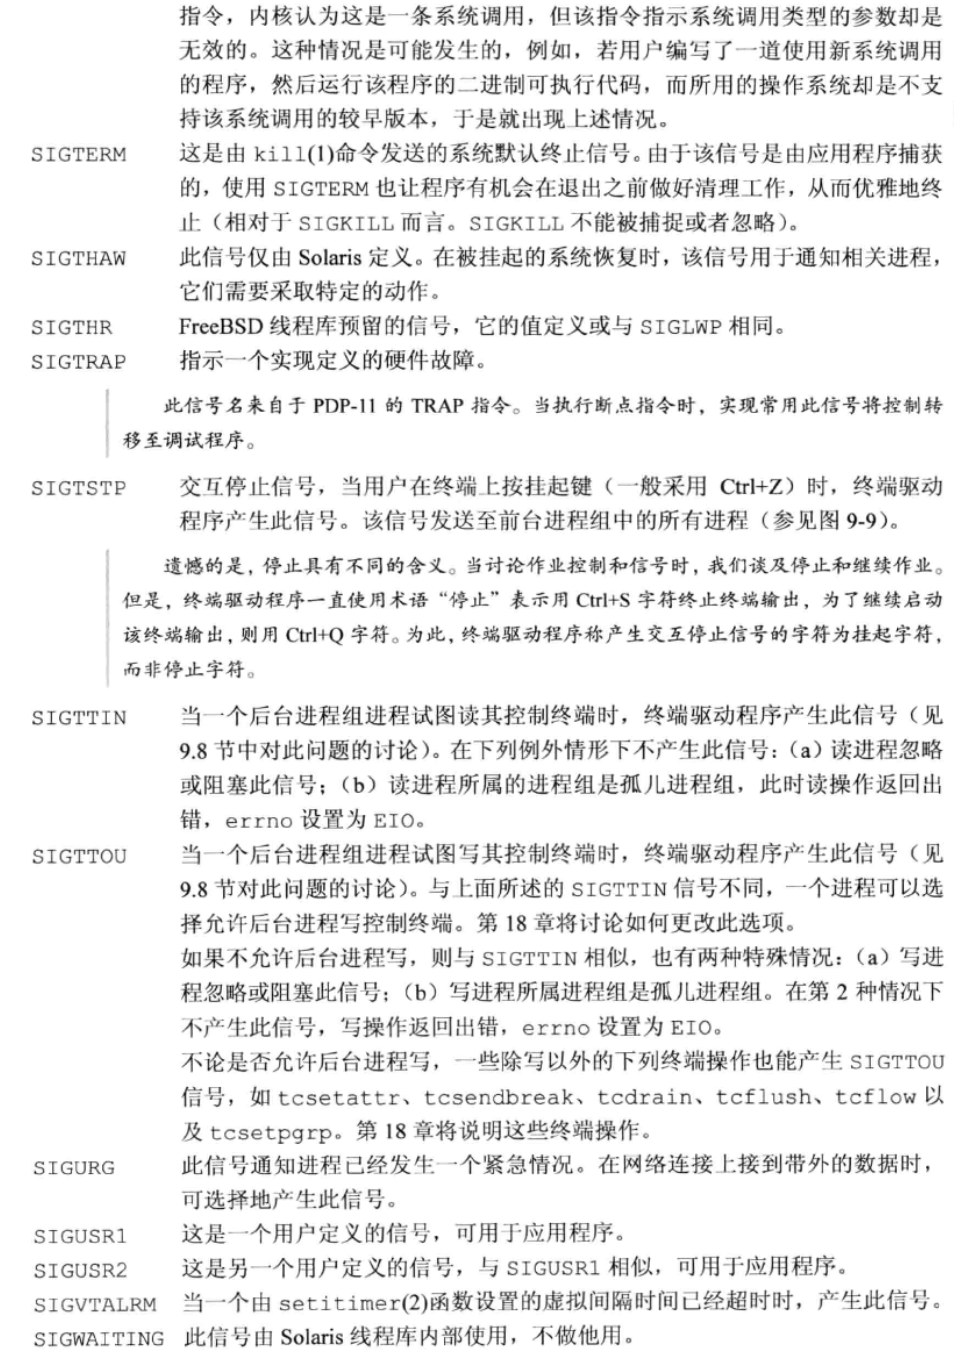 指令，内核认为这是一条系统调用，但该指令指示系统调用类型的参数却是
无效的。这种情况是可能发生的，例如，若用户编写了一道使用新系统调用
的程序，然后运行该程序的二进制可执行代码，而所用的操作系统却是不支
持该系统调用的较早版本，于是就出现上述情况。
SIGTERM 这是由 kill(1)命令发送的系统默认终止信号。由于该信号是由应用程序捕获
的，使用 SIGTERM 也让程序有机会在退出之前做好清理工作，从而优雅地终
止（相对于 SIGKILL 而言。SIGKILL 不能被捕捉或者忽略）。
SIGTHAW 此信号仅由 Solaris 定义。在被挂起的系统恢复时，该信号用于通知相关进程，
它们需要采取特定的动作。
SIGTHR FreeBSD 线程库预留的信号，它的值定义或与 SIGLWP 相同。
SIGTRAP 指示一个实现定义的硬件故障。
此信号名来自于 PDP-11 的 TRAP 指令。当执行断点指令时，实现常用此信号将控制转
移至调试程序。
SIGTSTP 交互停止信号，当用户在终端上按挂起键（一般采用 Ctrl+Z）时，终端驱动
程序产生此信号。该信号发送至前台进程组中的所有进程（参见图 9-9）。
遗憾的是，停止具有不同的含义。当讨论作业控制和信号时，我们谈及停止和继续作业。
但是，终端驱动程序一直使用术语“停止”表示用 Ctrl+S 字符终止终端输出，为了继续启动
该终端输出，则用 Ctrl+Q 字符。为此，终端驱动程序称产生交互停止信号的字符为挂起字符，
而非停止字符。
SIGTTIN 当一个后台进程组进程试图读其控制终端时，终端驱动程序产生此信号（见
9.8 节中对此问题的讨论）。在下列例外情形下不产生此信号：（a）读进程忽略
或阻塞此信号；（b）读进程所属的进程组是孤儿进程组，此时读操作返回出
错，errno 设置为 EIO。
SIGTTOU 当一个后台进程组进程试图写其控制终端时，终端驱动程序产生此信号（见
9.8 节对此问题的讨论）。与上面所述的 SIGTTIN 信号不同，一个进程可以选
择允许后台进程写控制终端。第 18 章将讨论如何更改此选项。
如果不允许后台进程写，则与 SIGTTIN 相似，也有两种特殊情况：（a）写进
程忽略或阻塞此信号；（b）写进程所属进程组是孤儿进程组。在第 2 种情况下
不产生此信号，写操作返回出错，errno 设置为 EIO。
不论是否允许后台进程写，一些除写以外的下列终端操作也能产生 SIGTTOU
信号，如 tcsetattr、tcsendbreak、tcdrain、tcflush、tcflow 以
及 tcsetpgrp。第 18 章将说明这些终端操作。
SIGURG 此信号通知进程已经发生一个紧急情况。在网络连接上接到带外的数据时，
可选择地产生此信号。
SIGUSR1 这是一个用户定义的信号，可用于应用程序。
SIGUSR2 这是另一个用户定义的信号，与 SIGUSR1 相似，可用于应用程序。
SIGVTALRM 当一个由 setitimer(2)函数设置的虚拟间隔时间已经超时时，产生此信号。
SIGWAITING 此信号由 Solaris 线程库内部使用，不做他用。